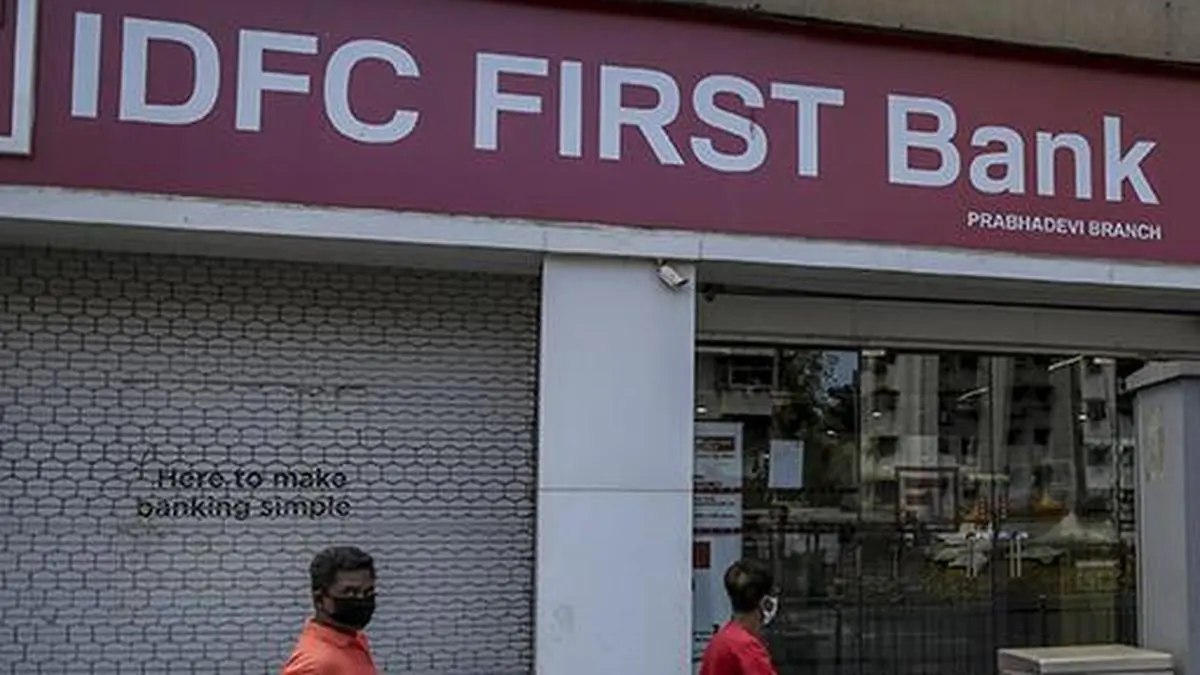 IDFC FIRST Bank
PRABHADEVI BRANCH
Here to make
banking simple